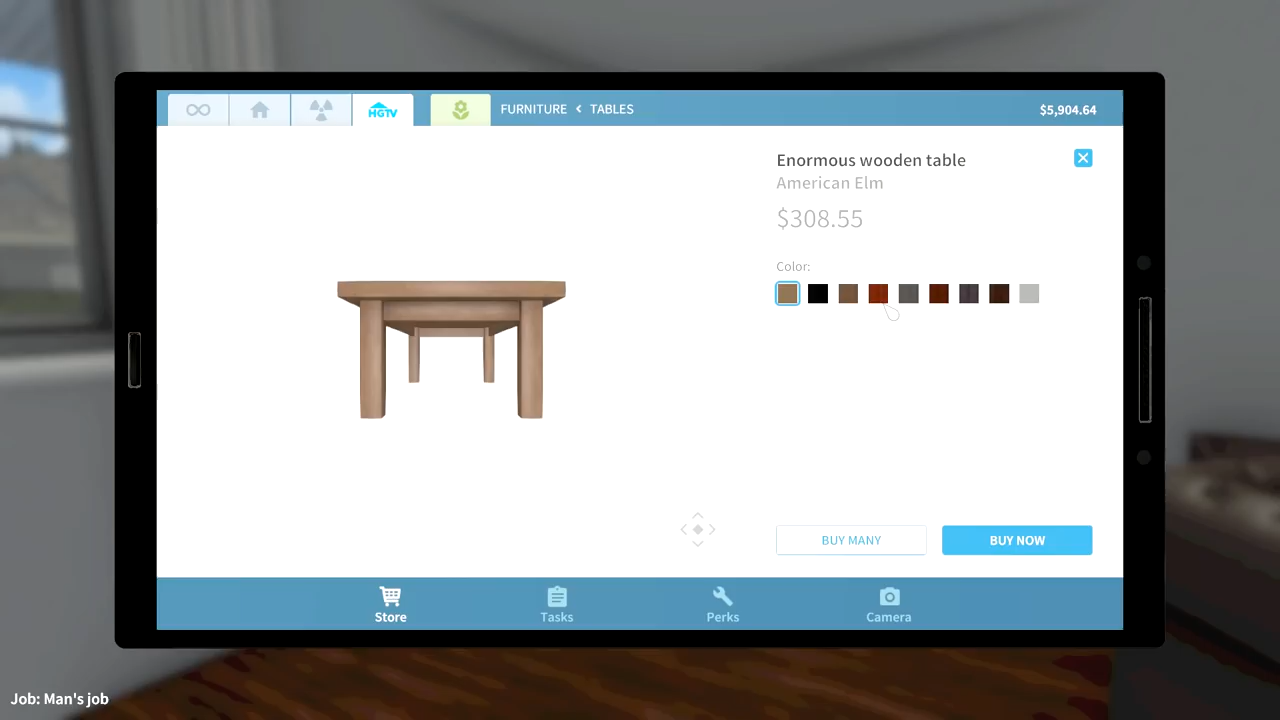 HGTV
FURNITURE < TABLES
$5,904.64
Enormous wooden table
American Elm
$308.55
Color:
BUY MANY
BUY NOW
Store
Tasks
Perks
Camera
Job: Man's job